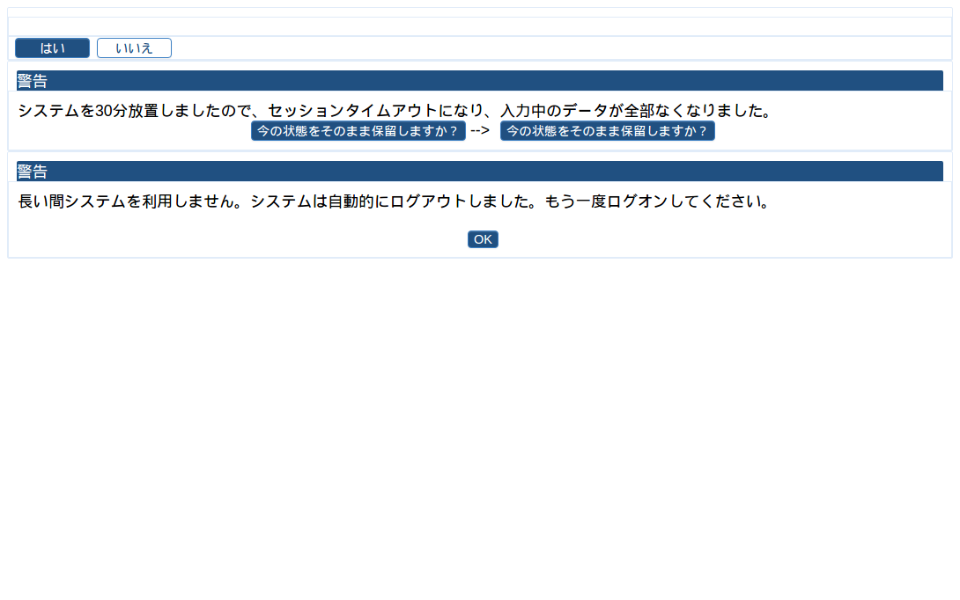 はい いいえ
警告
システムを30分放置しましたので、セッションタイムアウトになり、入力中のデータが全部なくなりました。
今の状態をそのまま保留しますか？ --> 今の状態をそのまま保留しますか？
警告
長い間システムを利用しません。システムは自動的にログアウトしました。もう一度ログオンしてください。
OK